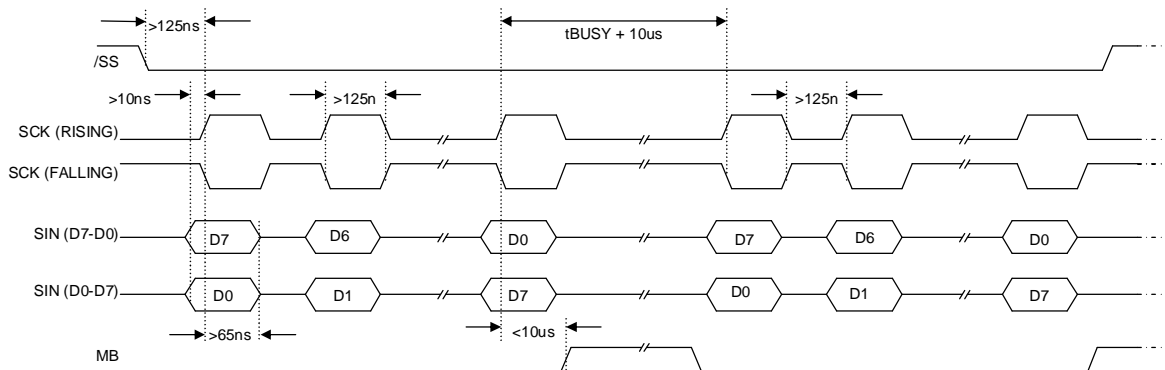 >125ns
tBUSY + 10us
/SS
>10ns
>125n
>125n
SCK (RISING)
SCK (FALLING)
SIN (D7-D0)
D7
D6
D0
D7
D6
D0
SIN (D0-D7)
D0
D1
D7
D0
D1
D7
>65ns
<10us
MB